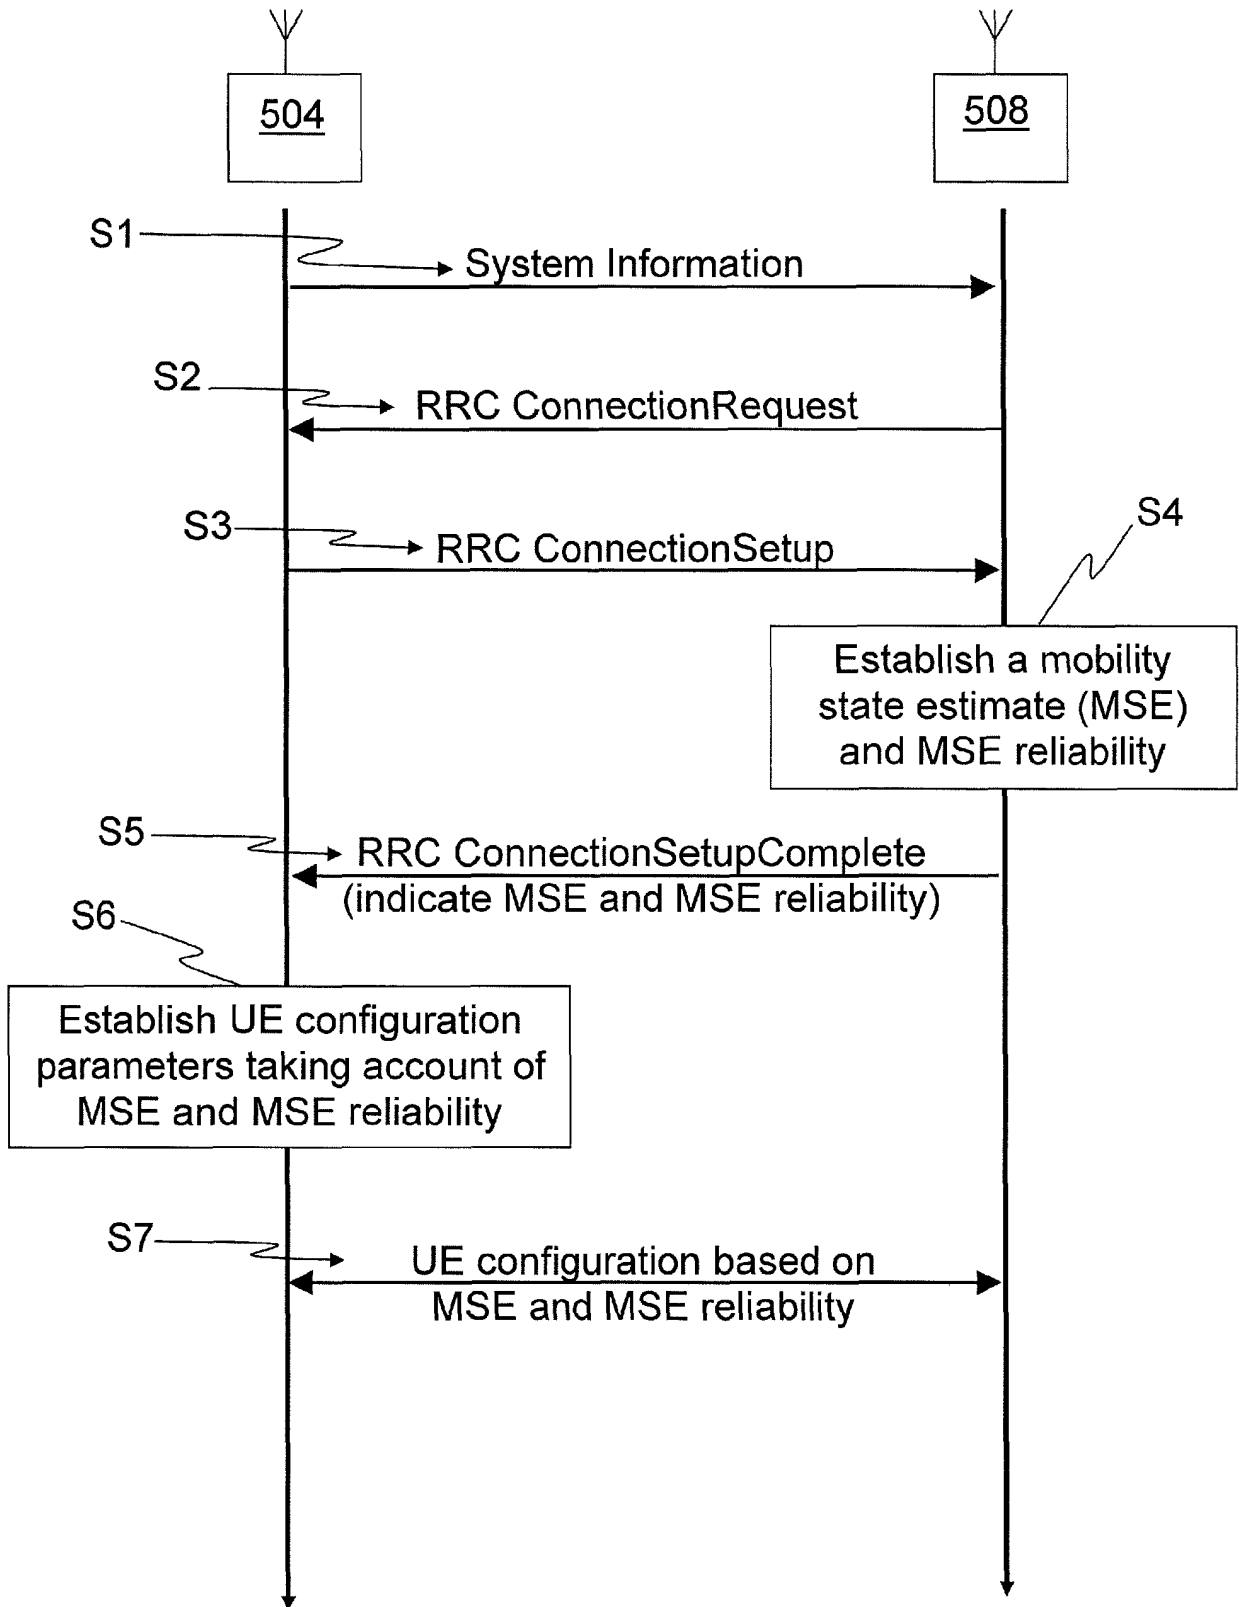 504
508
S1
System Information
S2
RRC ConnectionRequest
S3
RRC ConnectionSetup
S4
Establish a mobility
state estimate (MSE)
and MSE reliability
S5
RRC ConnectionSetupComplete
(indicate MSE and MSE reliability)
S6
Establish UE configuration
parameters taking account of
MSE and MSE reliability
S7
UE configuration based on
MSE and MSE reliability